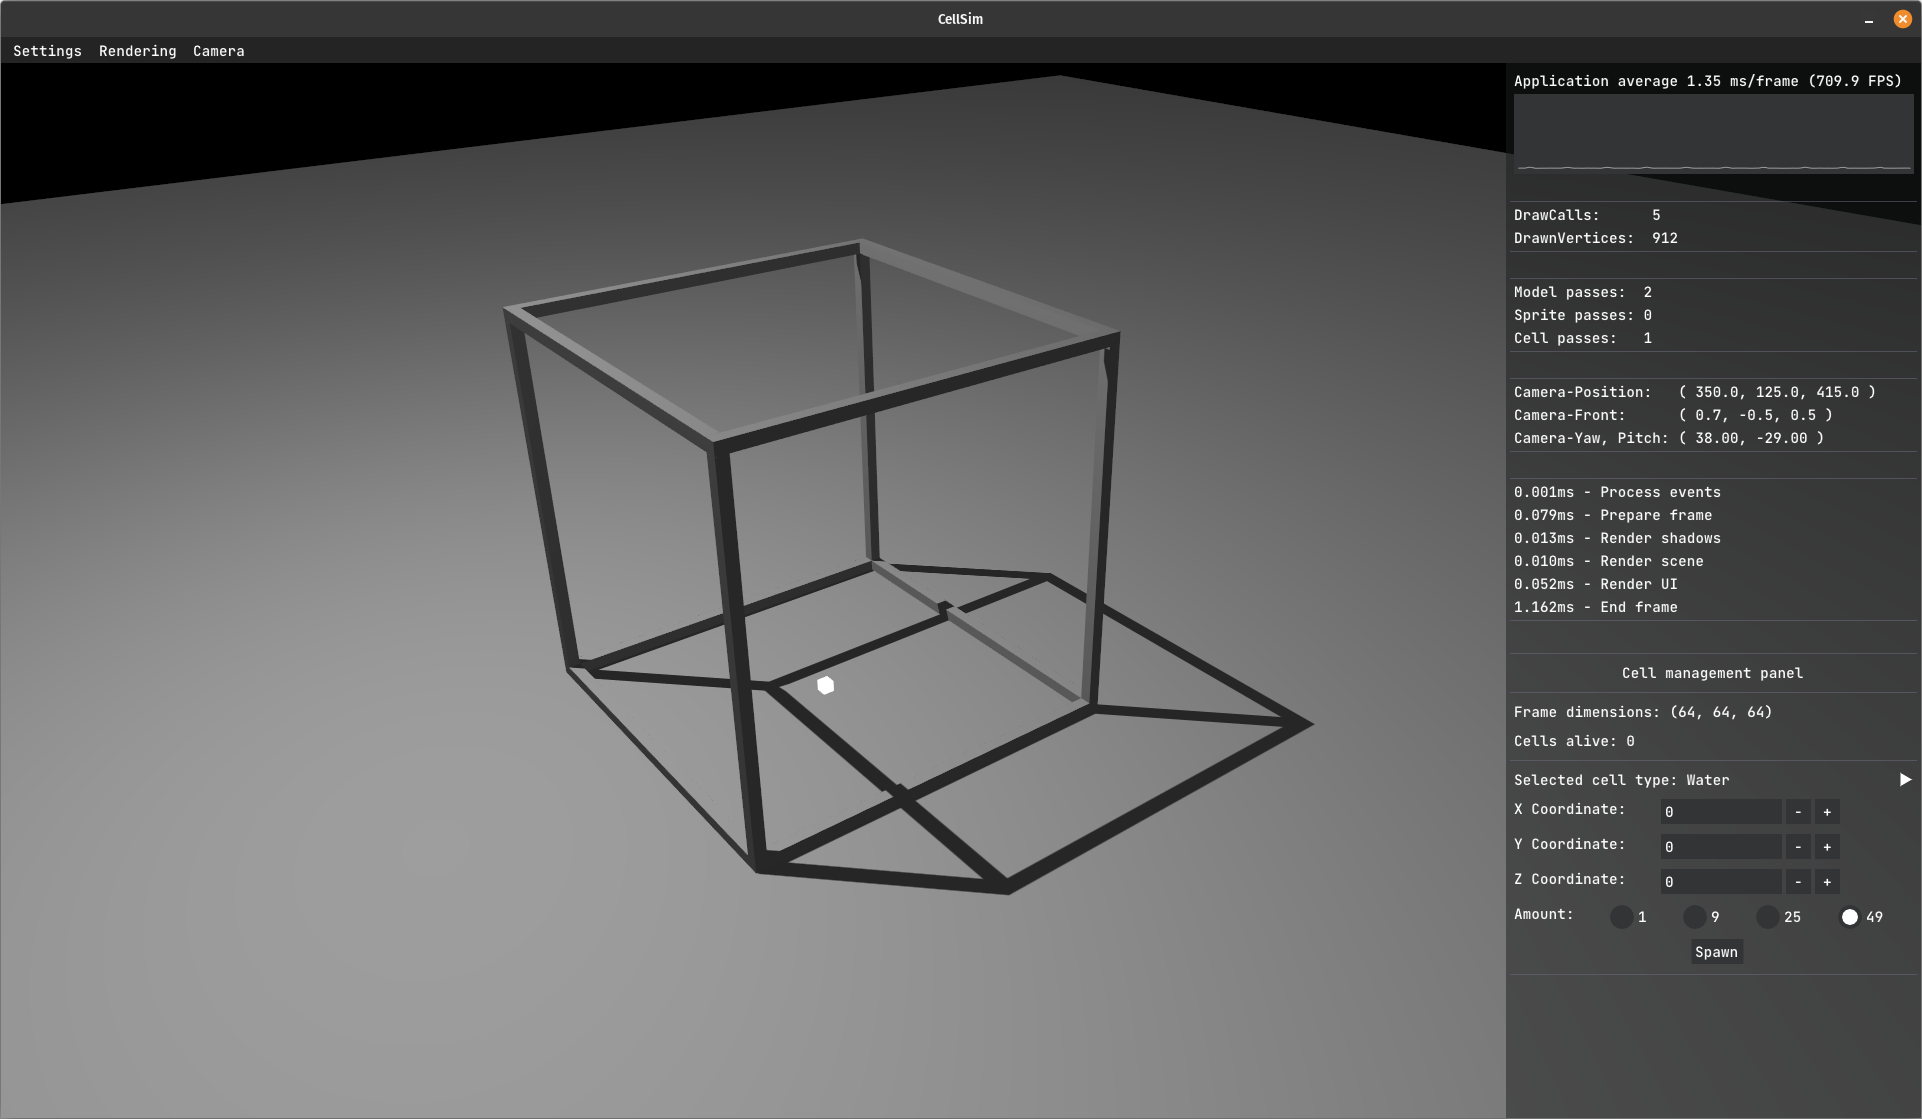 CellSim
Settings Rendering Camera
Application average 1.35 ms/frame (709.9 FPS)
DrawCalls: 5
DrawnVertices: 912
Model passes: 2
Sprite passes: 0
Cell passes: 1
Camera-Position: ( 350.0, 125.0, 415.0 )
Camera-Front: ( 0.7, -0.5, 0.5 )
Camera-Yaw, Pitch: ( 38.00, -29.00 )
0.001ms - Process events
0.079ms - Prepare frame
0.013ms - Render shadows
0.010ms - Render scene
0.052ms - Render UI
1.162ms - End frame
Cell management panel
Frame dimensions: (64, 64, 64)
Cells alive: 0
Selected cell type: Water
X Coordinate: 0 - +
Y Coordinate: 0 - +
Z Coordinate: 0 - +
Amount: 1 9 25 49
Spawn